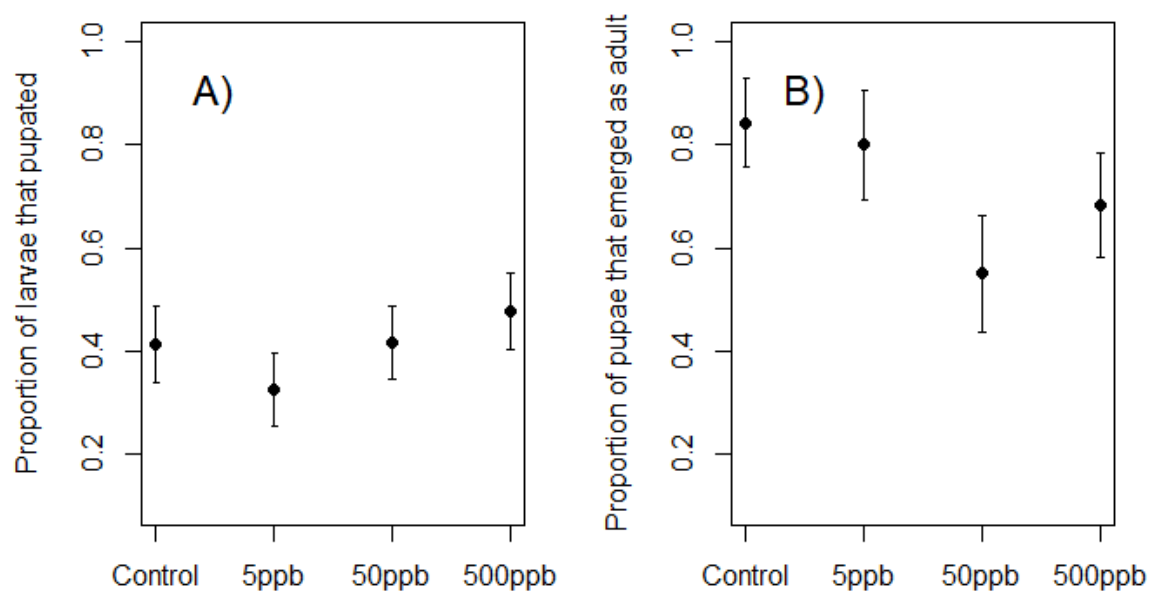 A)
Proportion of larvae that pupated
1.0
0.8
0.6
0.4
0.2
Control 5ppb 50ppb 500ppb
B)
Proportion of pupae that emerged as adult
1.0
0.8
0.6
0.4
0.2
Control 5ppb 50ppb 500ppb